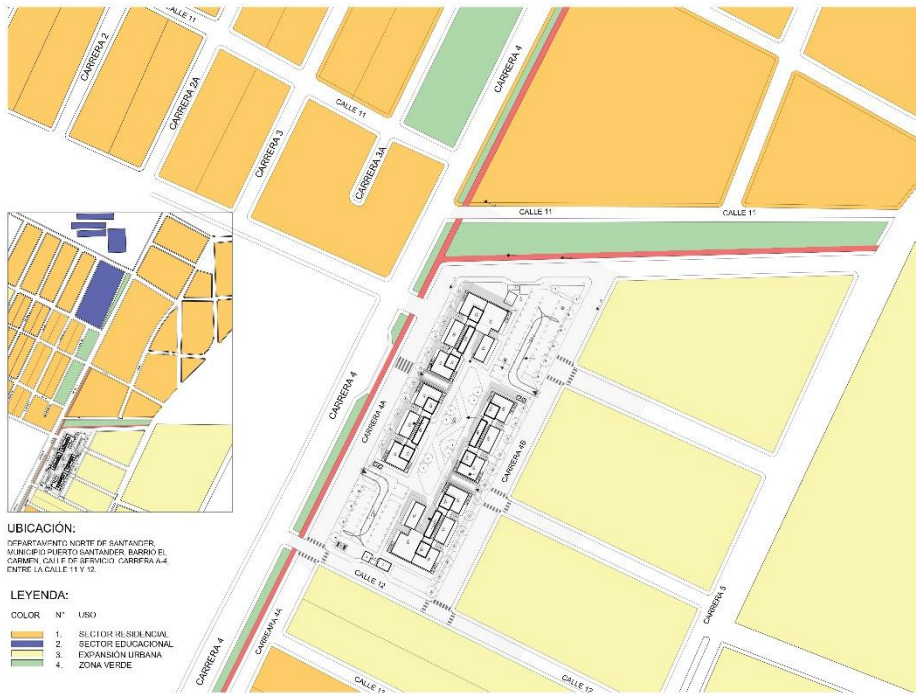 CALLE 11
CARRERA 2
CARRERA 2A
CARRERA 3
CALLE 11
CARRERA 3A
CARRERA 4
CALLE 11
CALLE 11
CARRERA 4
CARRERA 4A
CARRERA 4B
CALLE 12
CARRERA 5
CARRERA 4A
CARRERA 4
CALLE 12
CALLE 12
UBICACIÓN:
DEPARTAMENTO NORTE DE SANTANDER,
MUNICIPIO PUERTO SANTANDER, BARRIO EL
CARMEN, CALLE DE SERVICIO CARRERA A-4,
ENTRE LA CALLE 11 Y 12.
LEYENDA:
COLOR N° USO
1. SECTOR RESIDENCIAL
2. SECTOR EDUCACIONAL
3. EXPANSIÓN URBANA
4. ZONA VERDE